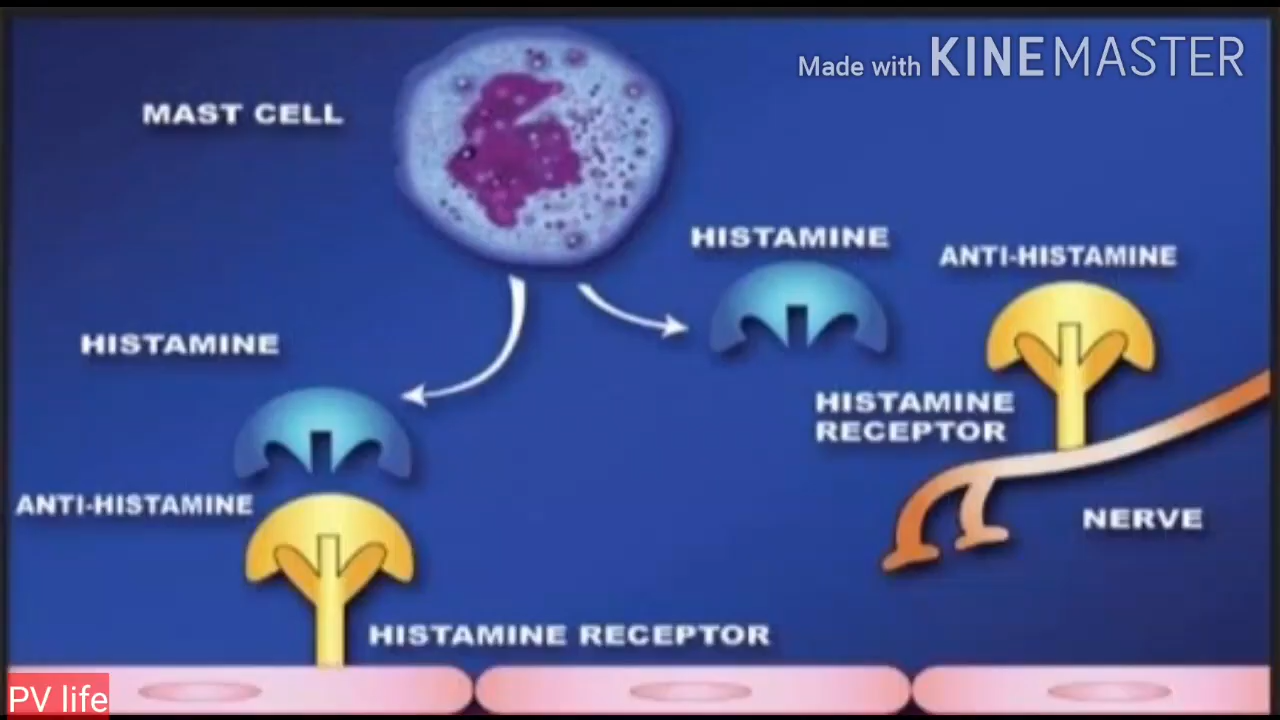 Made with KINEMASTER
MAST CELL
HISTAMINE
ANTI-HISTAMINE
HISTAMINE
HISTAMINE
RECEPTOR
ANTI-HISTAMINE
NERVE
HISTAMINE RECEPTOR
PV life